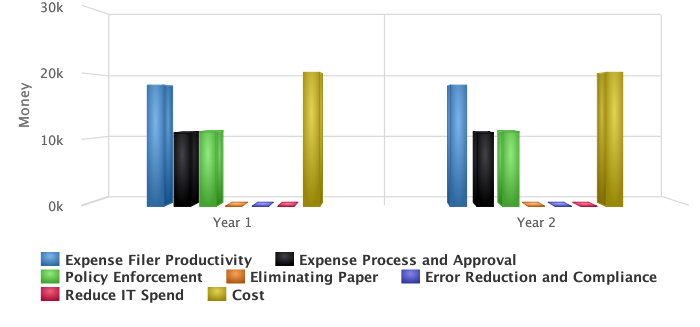 30k
20k
10k
0k
Money
Year 1 Year 2
Expense Filer Productivity Expense Process and Approval
Policy Enforcement Eliminating Paper Error Reduction and Compliance
Reduce IT Spend Cost